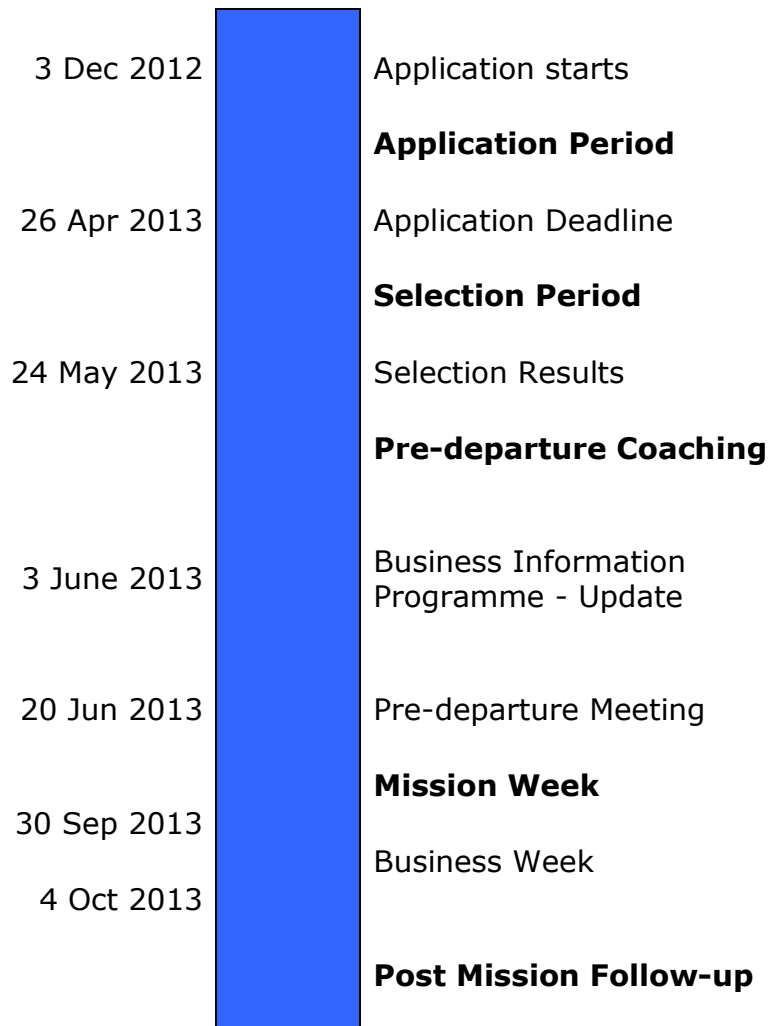 3 Dec 2012 Application starts
Application Period
26 Apr 2013 Application Deadline
Selection Period
24 May 2013 Selection Results
Pre-departure Coaching
3 June 2013 Business Information
Programme - Update
20 Jun 2013 Pre-departure Meeting
Mission Week
30 Sep 2013
Business Week
4 Oct 2013
Post Mission Follow-up